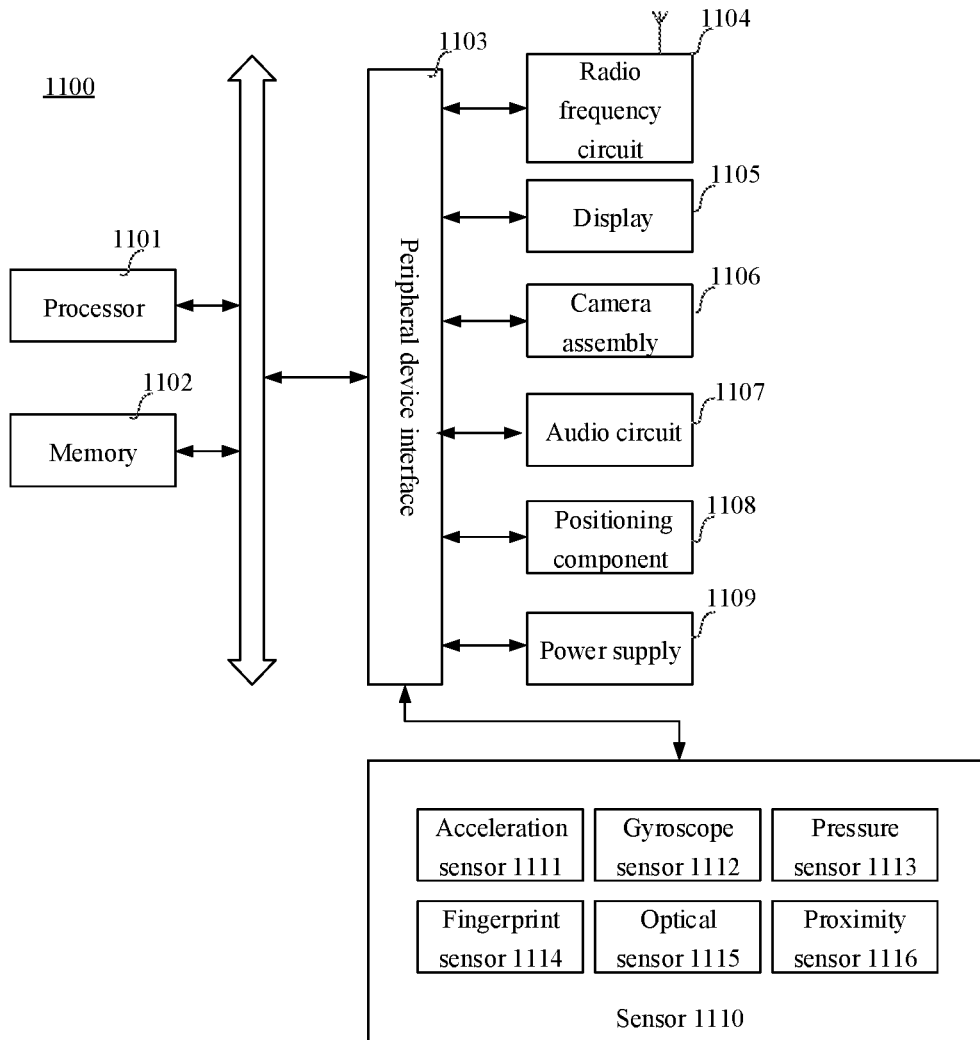 1100
1101
Processor
1102
Memory
1103
Peripheral device interface
1104
Radio
frequency
circuit
1105
Display
1106
Camera
assembly
1107
Audio circuit
1108
Positioning
component
1109
Power supply
Acceleration
sensor 1111
Gyroscope
sensor 1112
Pressure
sensor 1113
Fingerprint
sensor 1114
Optical
sensor 1115
Proximity
sensor 1116
Sensor 1110